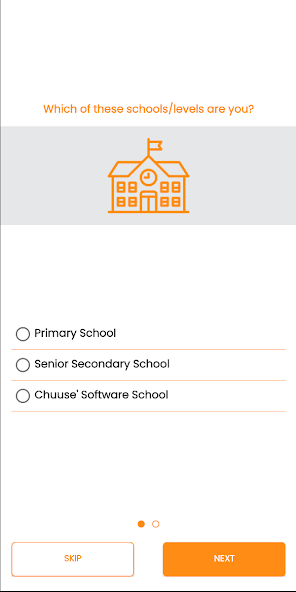 Which of these schools/levels are you?
Primary School
Senior Secondary School
Chuuse' Software School
SKIP
NEXT